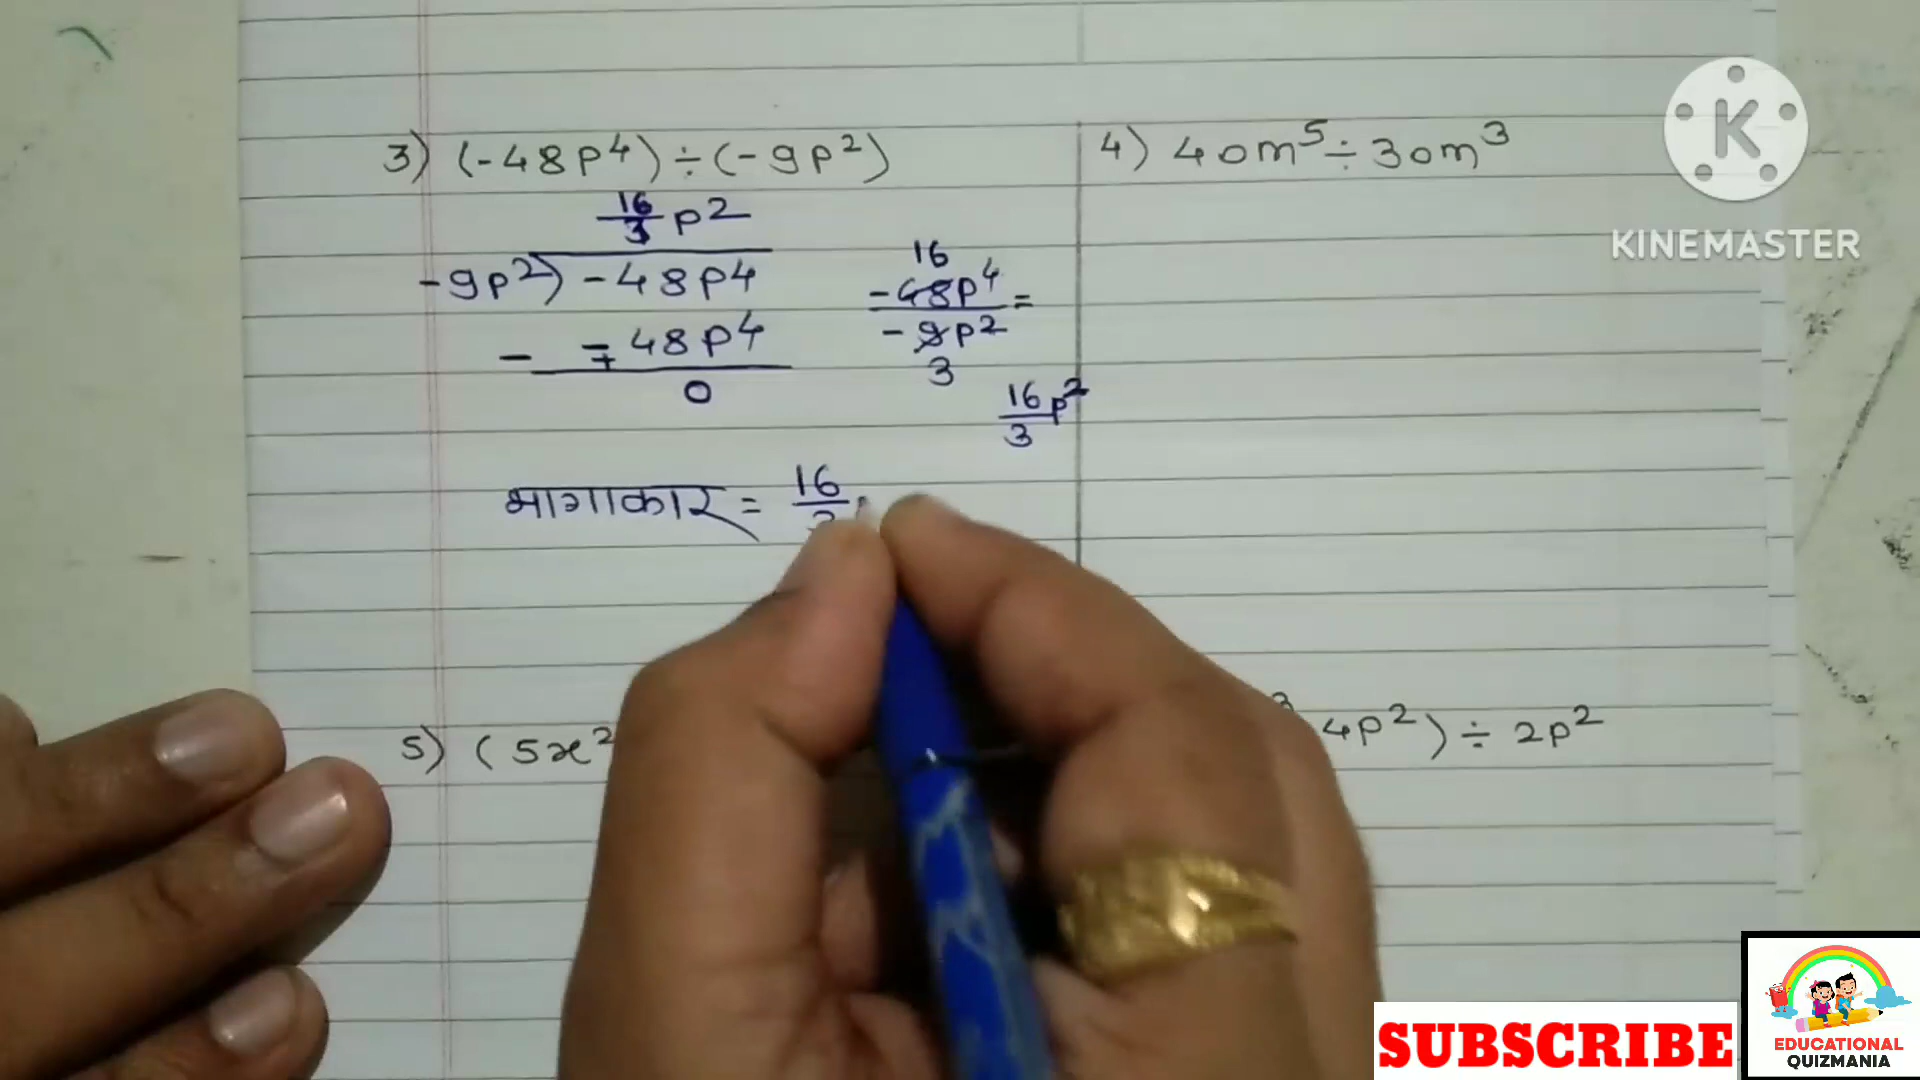 3) (-48p⁴) ÷ (-9p²)
16/3 p²
-9p² ) -48p4
- -48p4
0
16
-48p⁴ / -9p² =
3
16/3 p²
भागाकार = 16/
4) 40m⁵ ÷ 30m³
5) (5x²
4p²) ÷ 2p²
K
KINEMASTER
SUBSCRIBE
EDUCATIONAL
QUIZMANIA